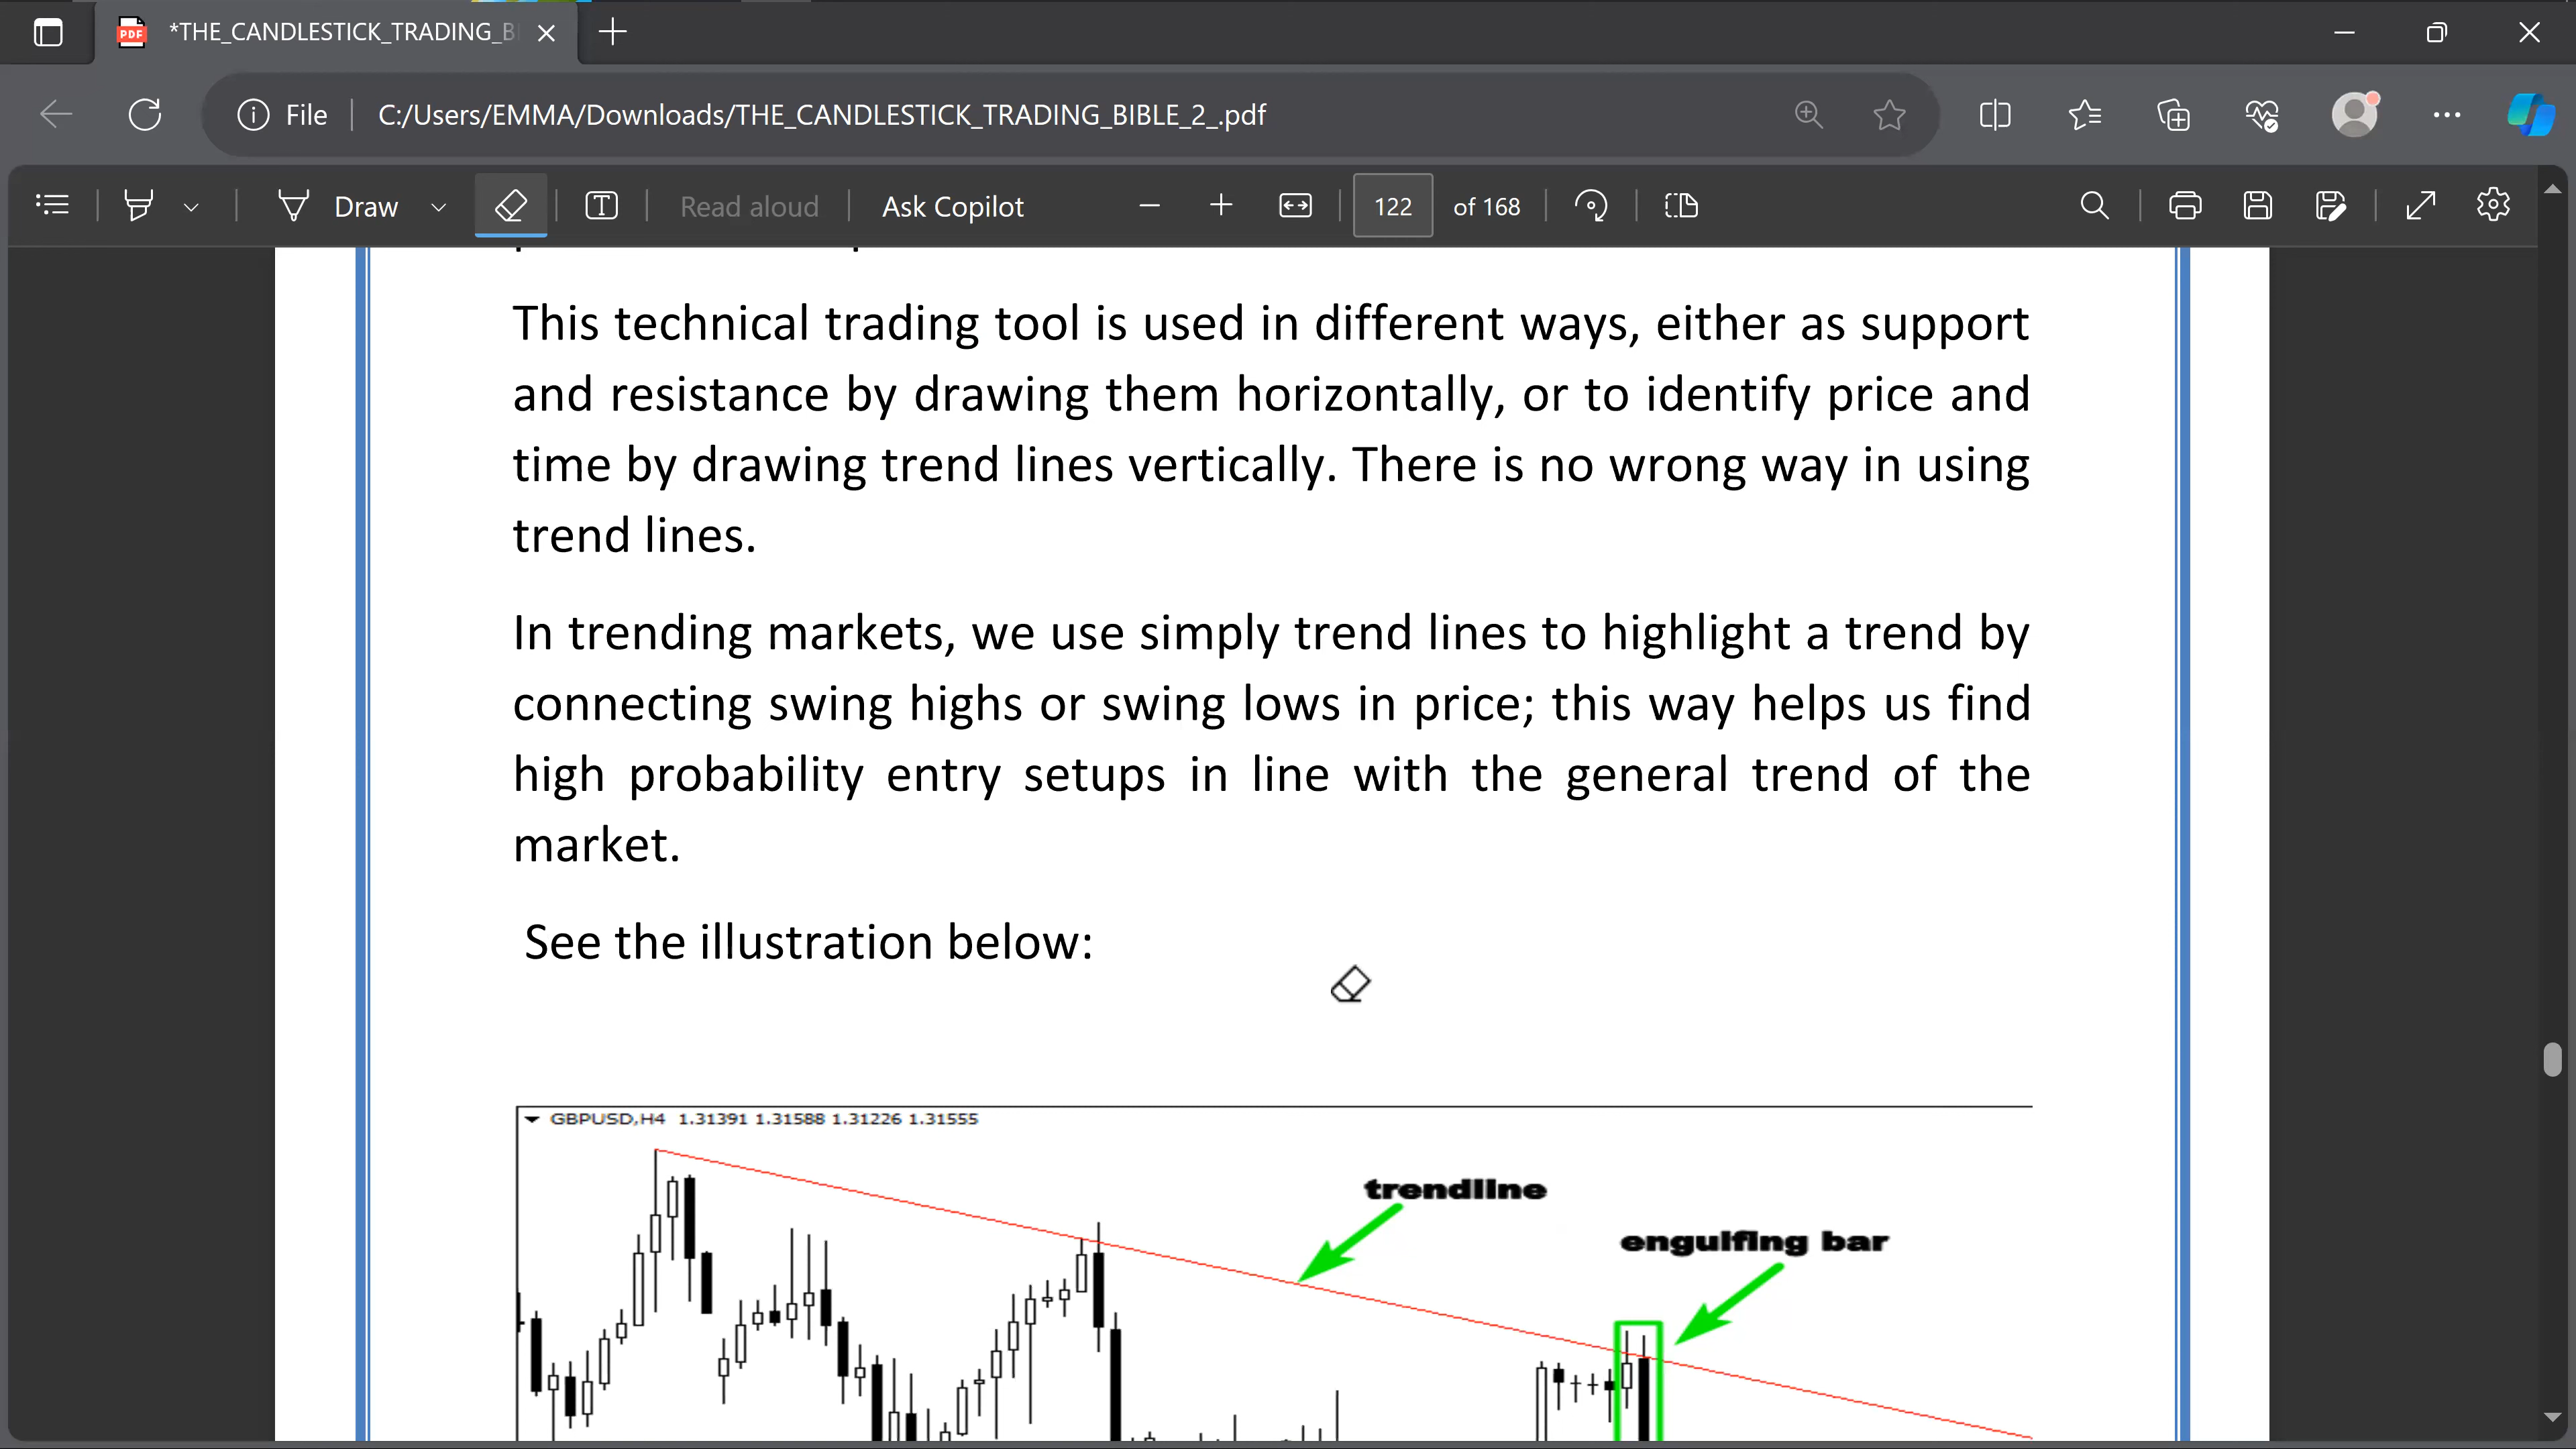 *THE_CANDLESTICK_TRADING_B
File C:/Users/EMMA/Downloads/THE_CANDLESTICK_TRADING_BIBLE_2_.pdf
Draw Read aloud Ask Copilot 122 of 168
This technical trading tool is used in different ways, either as support
and resistance by drawing them horizontally, or to identify price and
time by drawing trend lines vertically. There is no wrong way in using
trend lines.
In trending markets, we use simply trend lines to highlight a trend by
connecting swing highs or swing lows in price; this way helps us find
high probability entry setups in line with the general trend of the
market.
See the illustration below:
GBPUSD,H4 1.31391 1.31588 1.31226 1.31555
trendline
engulfing bar